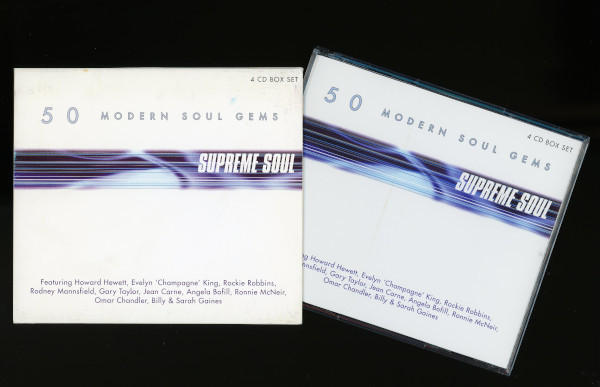 4 CD BOX SET
50 MODERN SOUL GEMS
SUPREME SOUL
Featuring Howard Hewett, Evelyn 'Champagne' King, Rockie Robbins,
Rodney Mannsfield, Gary Taylor, Jean Carne, Angela Bofill, Ronnie McNeir,
Omar Chandler, Billy & Sarah Gaines
50 MODERN SOUL GEMS
4 CD BOX SET
SUPREME SOUL
Howard Hewett, Evelyn 'Champagne' King, Rockie Robbins,
Gary Taylor, Jean Carne, Angela Bofill, Ronnie McNeir,
Omar Chandler, Billy & Sarah Gaines